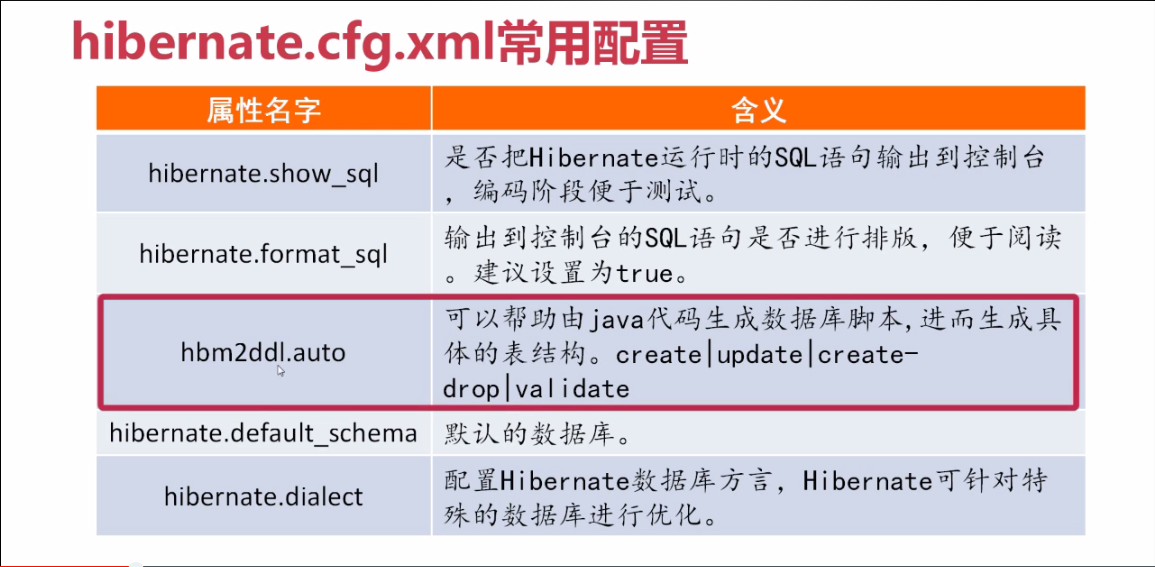 hibernate.cfg.xml常用配置
属性名字
含义
hibernate.show_sql
是否把Hibernate运行时的SQL语句输出到控制台
，编码阶段便于测试。
hibernate.format_sql
输出到控制台的SQL语句是否进行排版，便于阅读
。建议设置为true。
hbm2ddl.auto
可以帮助由java代码生成数据库脚本,进而生成具
体的表结构。create|update|create-
drop|validate
hibernate.default_schema
默认的数据库。
hibernate.dialect
配置Hibernate数据库方言，Hibernate可针对特
殊的数据库进行优化。